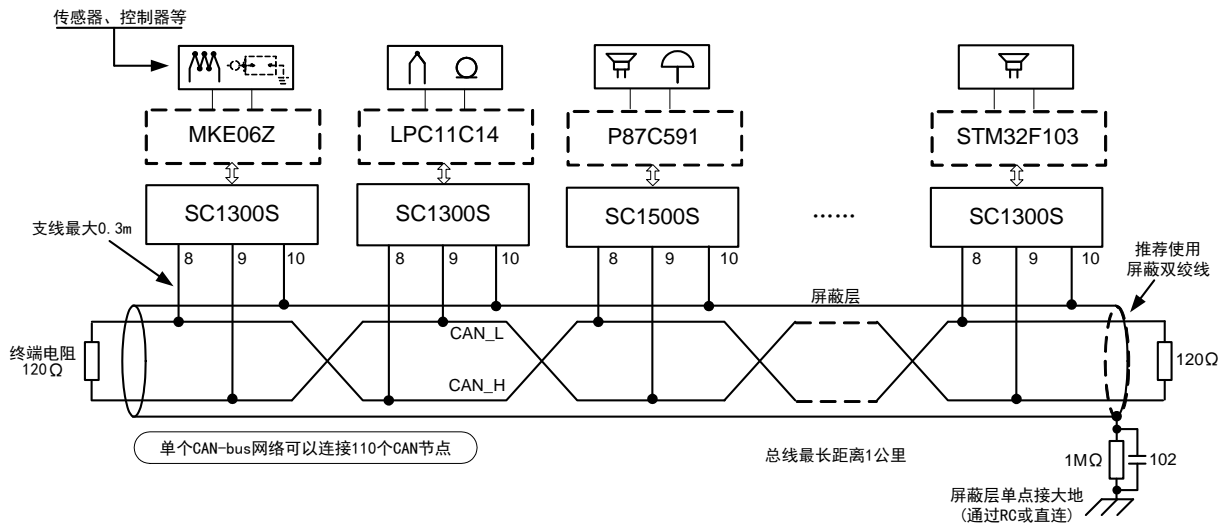 传感器、控制器等
MKE06Z
LPC11C14
P87C591
STM32F103
SC1300S
SC1300S
SC1500S
……
SC1300S
支线最大0.3m
8 9 10
8 9 10
8 9 10
8 9 10
推荐使用
屏蔽双绞线
屏蔽层
CAN_L
终端电阻
120Ω
120Ω
CAN_H
单个CAN-bus网络可以连接110个CAN节点
总线最长距离1公里
1MΩ
102
屏蔽层单点接大地
(通过RC或直连)